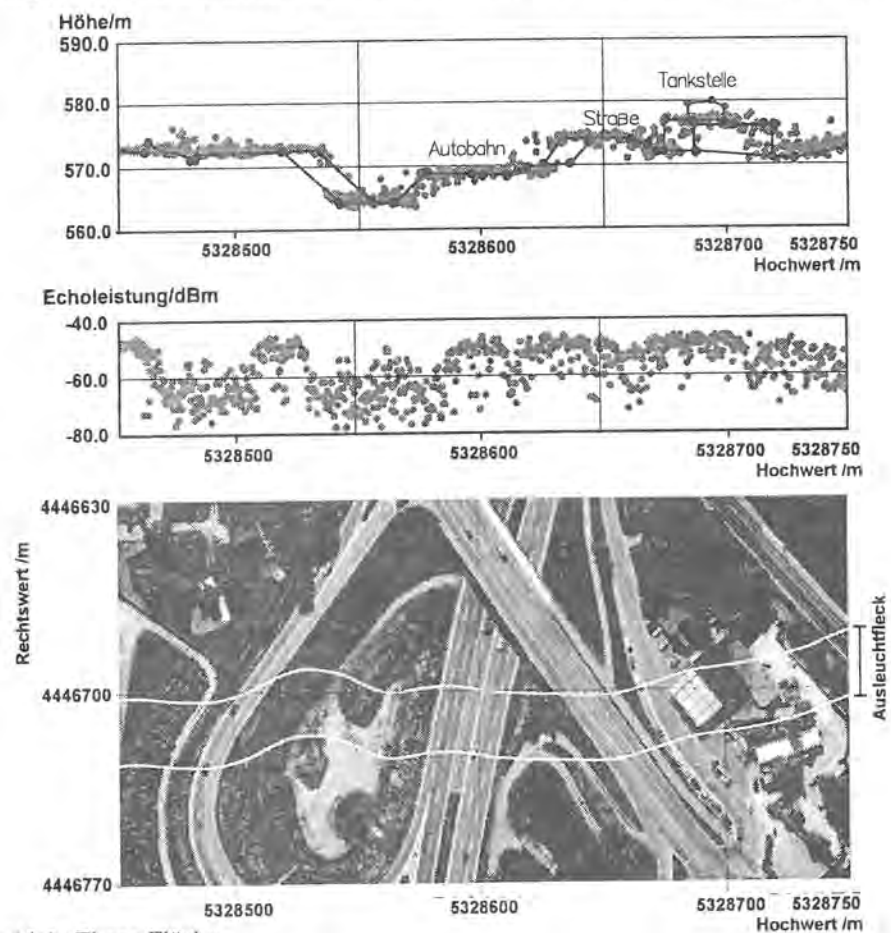 Höhe/m
590.0
580.0
570.0
560.0
Tankstelle
Straße
Autobahn
5328500 5328600 5328700 5328750
Hochwert /m
Echoleistung/dBm
-40.0
-60.0
-80.0
5328500 5328600 5328700 5328750
Hochwert /m
4446630
Rechtswert /m
4446700
Ausleuchtfleck
4446770
5328500 5328600 5328700 5328750
Hochwert /m